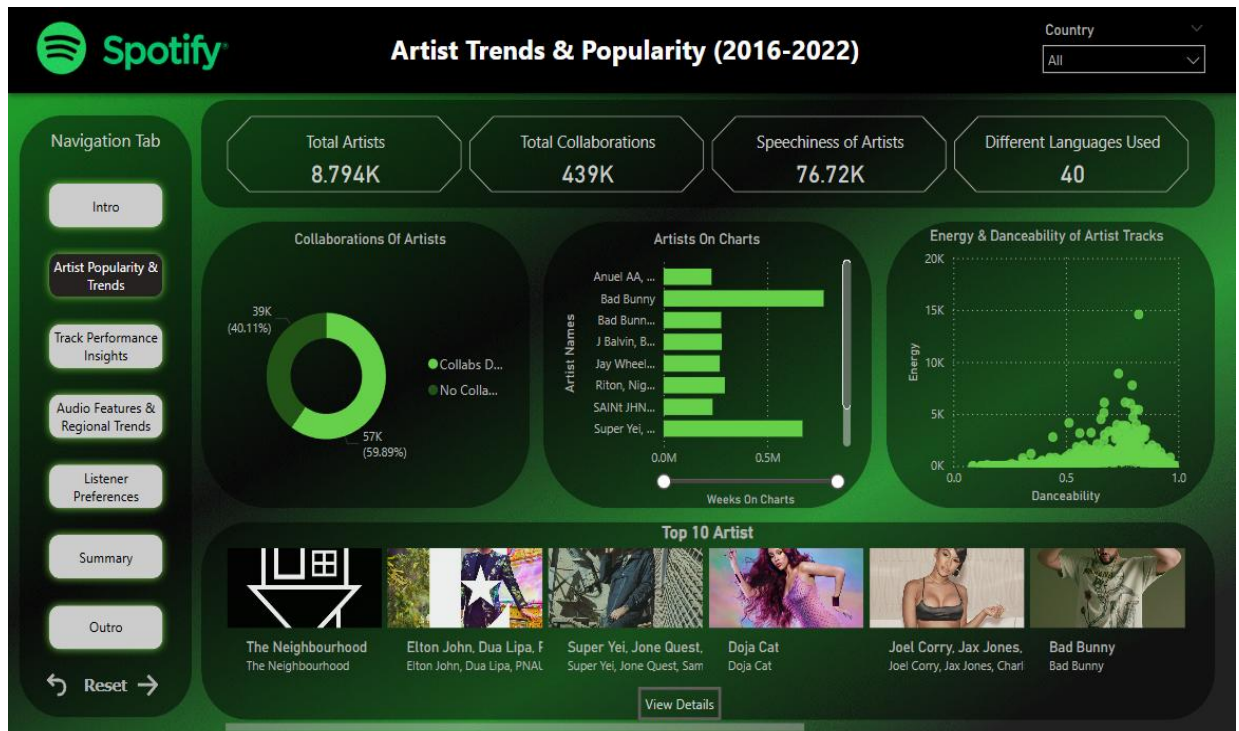 Spotify
Artist Trends & Popularity (2016-2022)
Country
All
Navigation Tab
Intro
Artist Popularity &
Trends
Track Performance
Insights
Audio Features &
Regional Trends
Listener
Preferences
Summary
Outro
Reset
Total Artists
8.794K
Total Collaborations
439K
Speechiness of Artists
76.72K
Different Languages Used
40
Collaborations Of Artists
39K
(40.11%)
57K
(59.89%)
Collabs D...
No Colla...
Artists On Charts
Artist Names
Anuel AA, ...
Bad Bunny
Bad Bunn...
J Balvin, B...
Jay Wheel...
Riton, Nig...
SAINt JHN...
Super Yei, ...
0.0M
0.5M
Weeks On Charts
Energy & Danceability of Artist Tracks
Energy
20K
15K
10K
5K
0K
0.0
0.5
1.0
Danceability
Top 10 Artist
The Neighbourhood
The Neighbourhood
Elton John, Dua Lipa, F
Elton John, Dua Lipa, PNAU
Super Yei, Jone Quest,
Super Yei, Jone Quest, Sam
Doja Cat
Doja Cat
Joel Corry, Jax Jones,
Joel Corry, Jax Jones, Charl
Bad Bunny
Bad Bunny
View Details